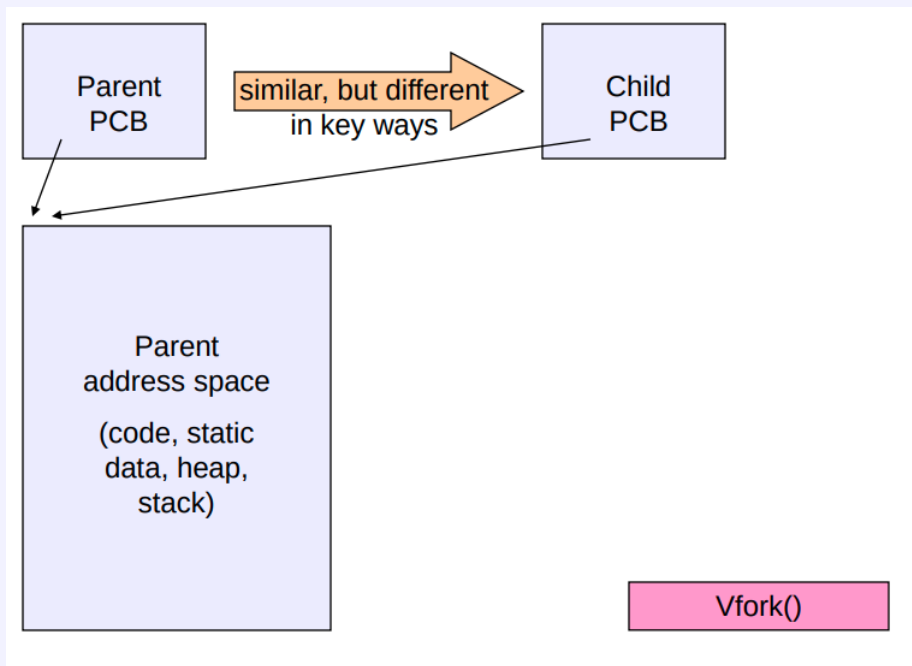 Parent
PCB
similar, but different
in key ways
Child
PCB
Parent
address space
(code, static
data, heap,
stack)
Vfork()